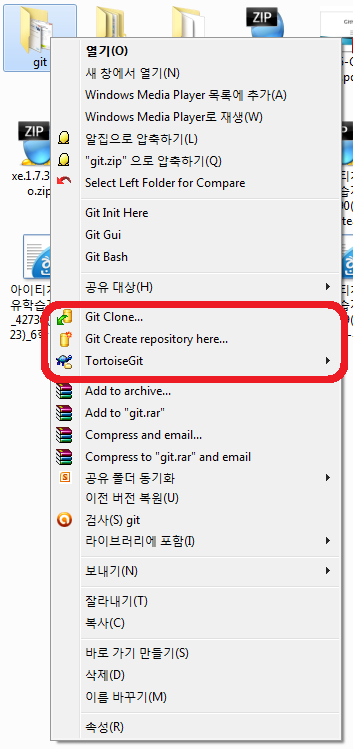 ZIP
git
열기(O)
새 창에서 열기(N)
Windows Media Player 목록에 추가(A)
Windows Media Player로 재생(W)
알집으로 압축하기(L)
"git.zip" 으로 압축하기(Q)
Select Left Folder for Compare
Git Init Here
Git Gui
Git Bash
공유 대상(H)
Git Clone...
Git Create repository here...
TortoiseGit
Add to archive...
Add to "git.rar"
Compress and email...
Compress to "git.rar" and email
공유 폴더 동기화
이전 버전 복원(U)
검사(S) git
라이브러리에 포함(I)
보내기(N)
잘라내기(T)
복사(C)
바로 가기 만들기(S)
삭제(D)
이름 바꾸기(M)
속성(R)
ZIP
xe.1.7.3
o.zip
아이티
유학습
_4273
23)_6